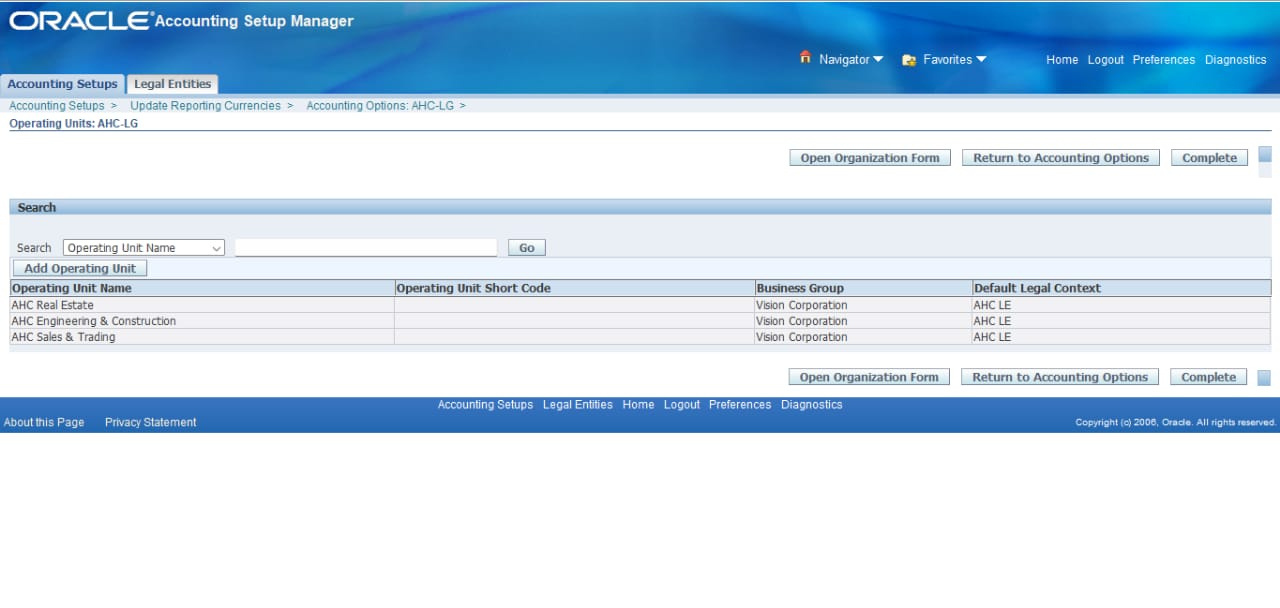 ORACLE® Accounting Setup Manager
Navigator Favorites Home Logout Preferences Diagnostics
Accounting Setups Legal Entities
Accounting Setups > Update Reporting Currencies > Accounting Options: AHC-LG >
Operating Units: AHC-LG
Open Organization Form Return to Accounting Options Complete
Search
Search Operating Unit Name Go
Add Operating Unit
Operating Unit Name Operating Unit Short Code Business Group Default Legal Context
AHC Real Estate Vision Corporation AHC LE
AHC Engineering & Construction Vision Corporation AHC LE
AHC Sales & Trading Vision Corporation AHC LE
Open Organization Form Return to Accounting Options Complete
Accounting Setups Legal Entities Home Logout Preferences Diagnostics
About this Page Privacy Statement Copyright (c) 2006, Oracle. All rights reserved.